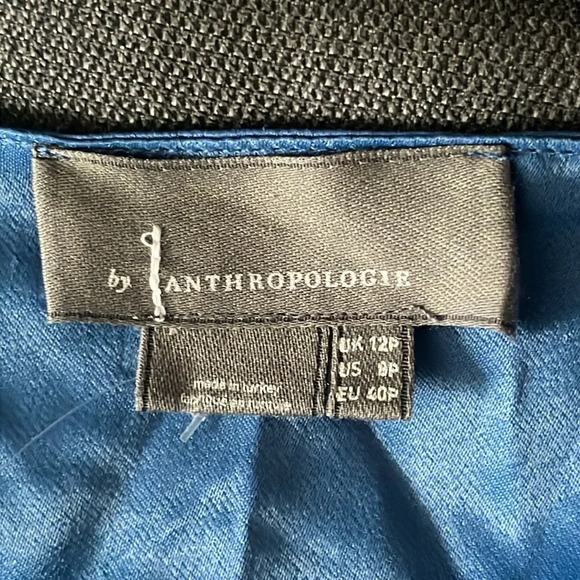 by ANTHROPOLOGIE
made in turkey
UK 12P
US 8P
EU 40P